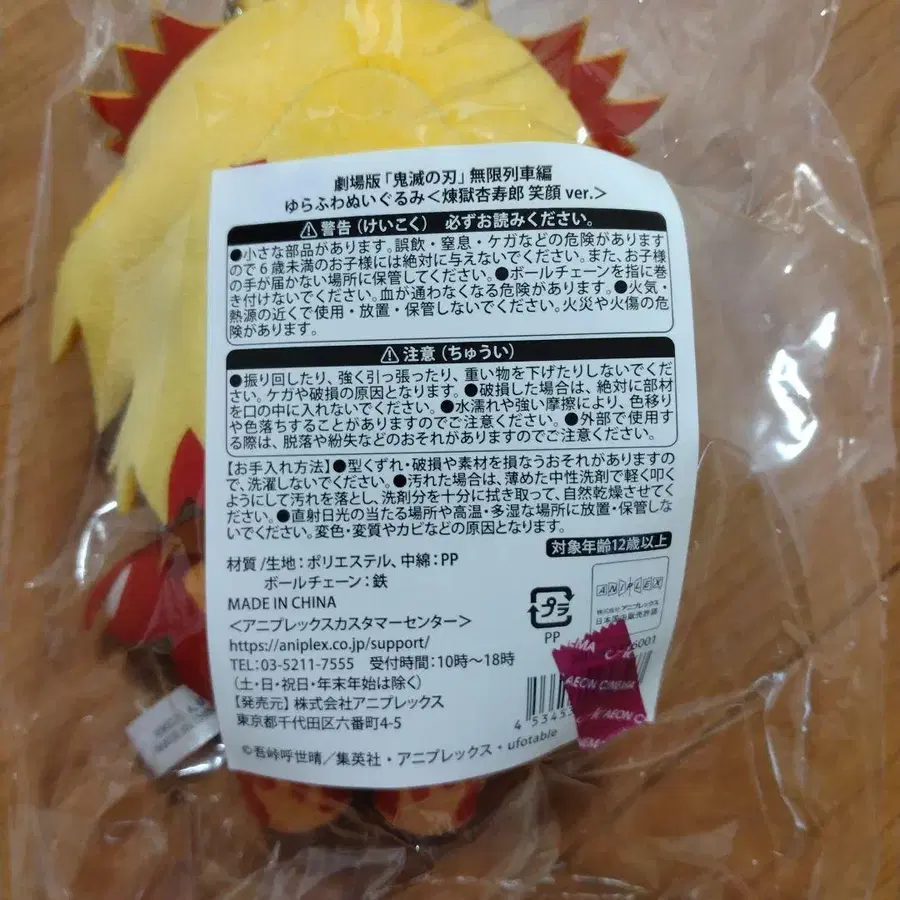 劇場版「鬼滅の刃」無限列車編
ゆらふわぬいぐるみ＜煉獄杏寿郎 笑顔 ver.＞
⚠警告（けいこく） 必ずお読みください。
●小さな部品があります。誤飲・窒息・ケガなどの危険があります
ので６歳未満のお子様には絶対に与えないでください。また、お子様
の手が届かない場所に保管してください。●ボールチェーンを指に巻
き付けないでください。血が通わなくなる危険があります。●火気・
熱源の近くで使用・放置・保管しないでください。火災や火傷の危
険があります。
⚠注意（ちゅうい）
●振り回したり、強く引っ張ったり、重い物を下げたりしないでくだ
さい。ケガや破損の原因となります。●破損した場合は、絶対に部材
を口の中に入れないでください。●水濡れや強い摩擦により、色移り
や色落ちすることがありますのでご注意ください。●外部で使用す
る際は、脱落や紛失などのおそれがありますのでご注意ください。
【お手入れ方法】●型くずれ・破損や素材を損なうおそれがありますの
で、洗濯しないでください。●汚れた場合は、薄めた中性洗剤で軽く叩く
ようにして汚れを落とし、洗剤分を十分に拭き取って、自然乾燥させてく
ださい。●直射日光の当たる場所や高温・多湿な場所に放置・保管しな
いでください。変色・変質やカビなどの原因となります。
対象年齢12歳以上
材質/生地：ポリエステル、中綿：PP
ボールチェーン：鉄
MADE IN CHINA
＜アニプレックスカスタマーセンター＞
https://aniplex.co.jp/support/
TEL：03-5211-7555 受付時間：10時〜18時
（土・日・祝日・年末年始は除く）
【発売元】株式会社アニプレックス
東京都千代田区六番町4-5
©吾峠呼世晴／集英社・アニプレックス・ufotable
プラ
PP
ANIPLEX
株式会社アニプレックス
日本国内販売許諾
6001
AEON CINEMA
4 53453